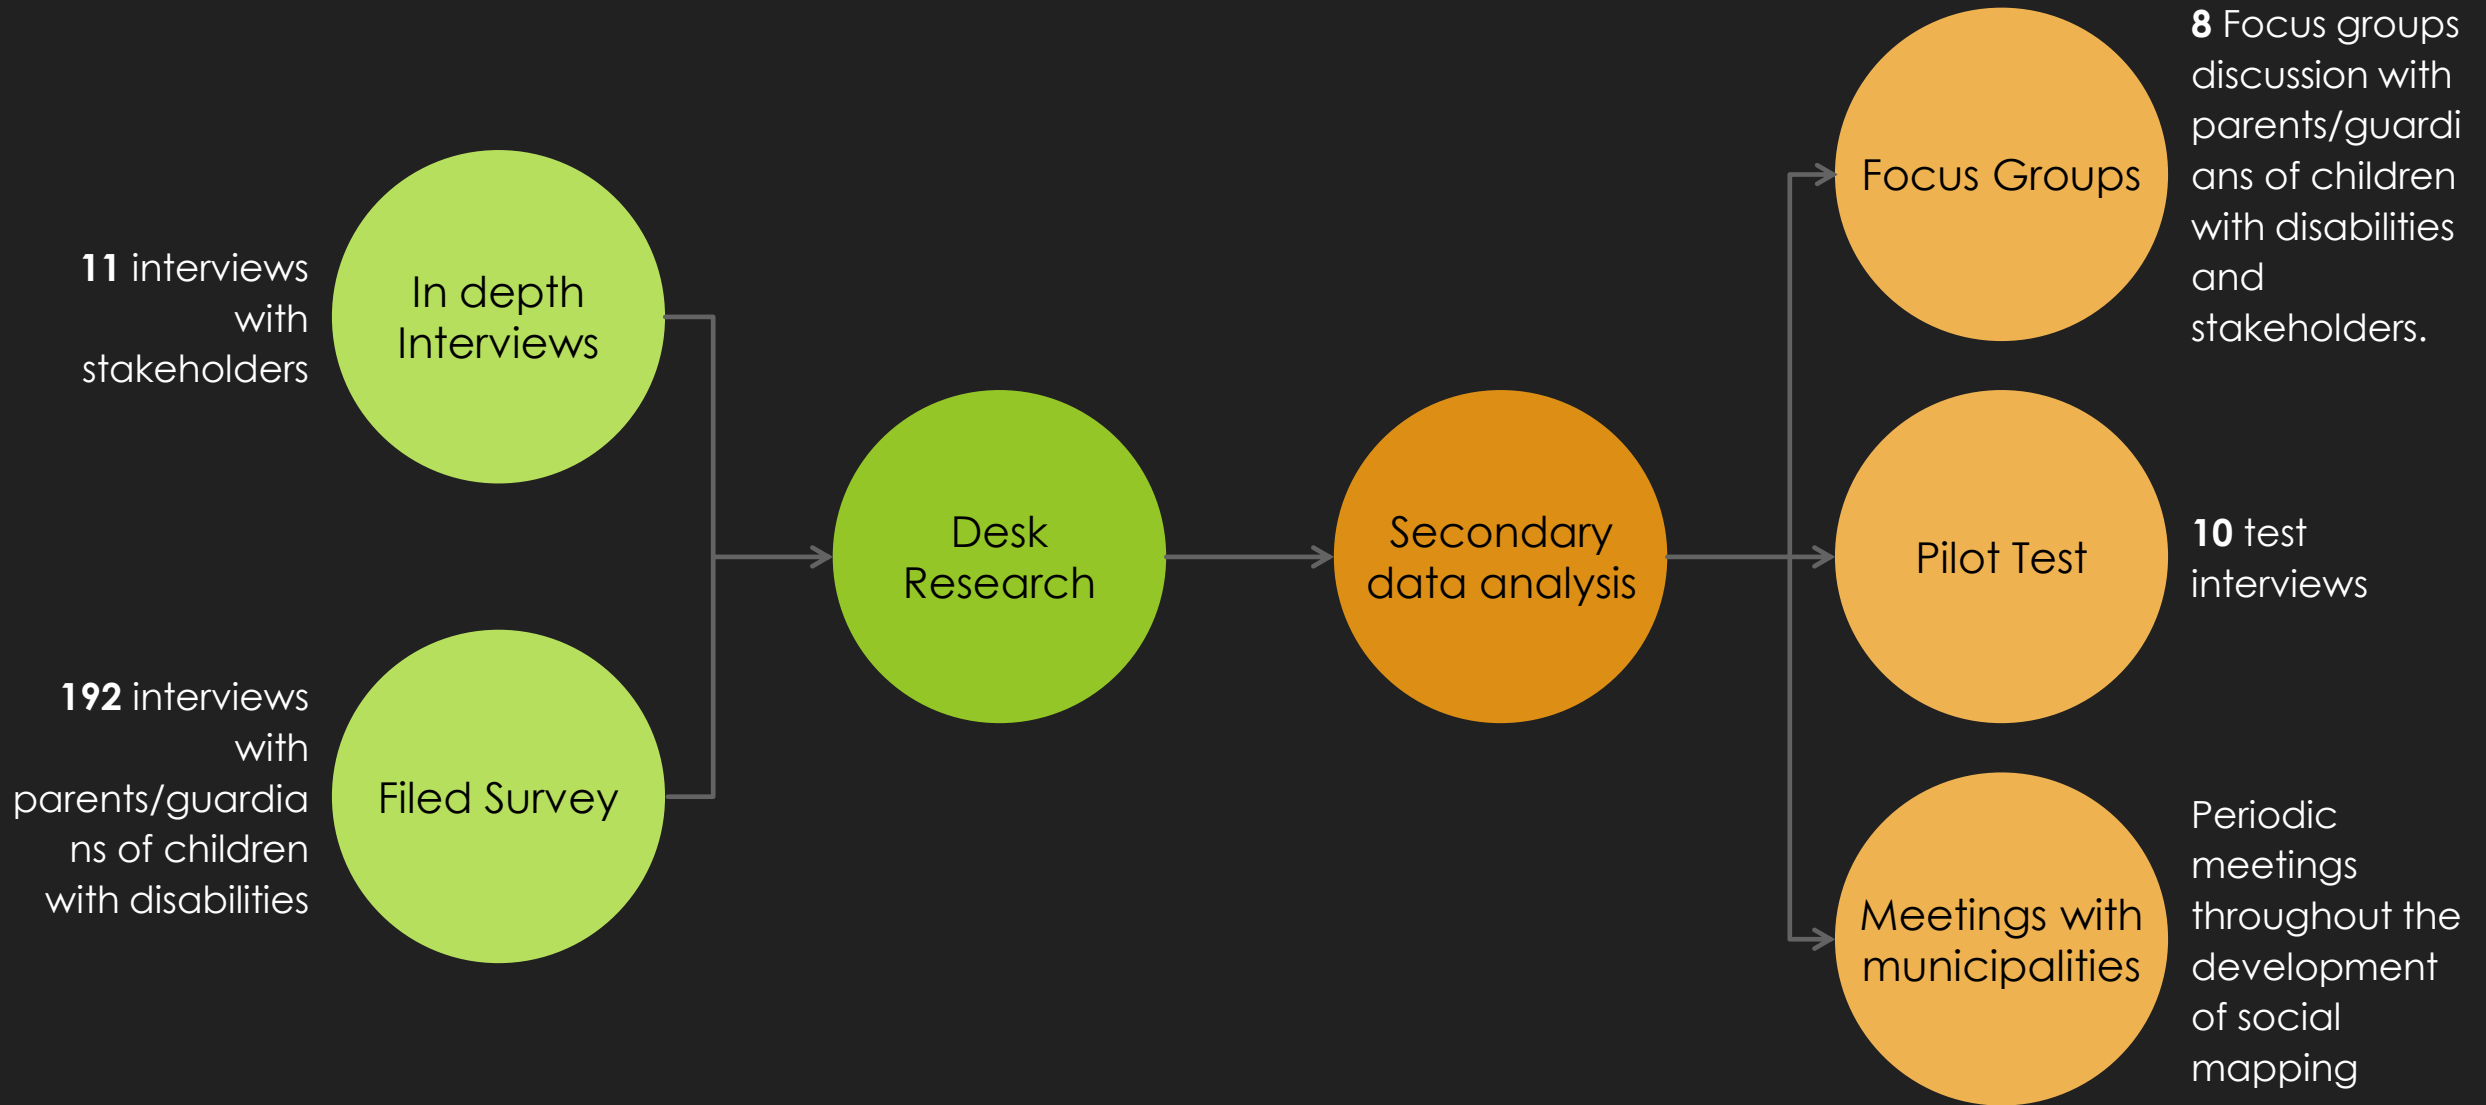 11 interviews
with
stakeholders
In depth
Interviews
192 interviews
with
parents/guardia
ns of children
with disabilities
Filed Survey
Desk
Research
Secondary
data analysis
Focus Groups
8 Focus groups
discussion with
parents/guardi
ans of children
with disabilities
and
stakeholders.
Pilot Test
10 test
interviews
Meetings with
municipalities
Periodic
meetings
throughout the
development
of social
mapping